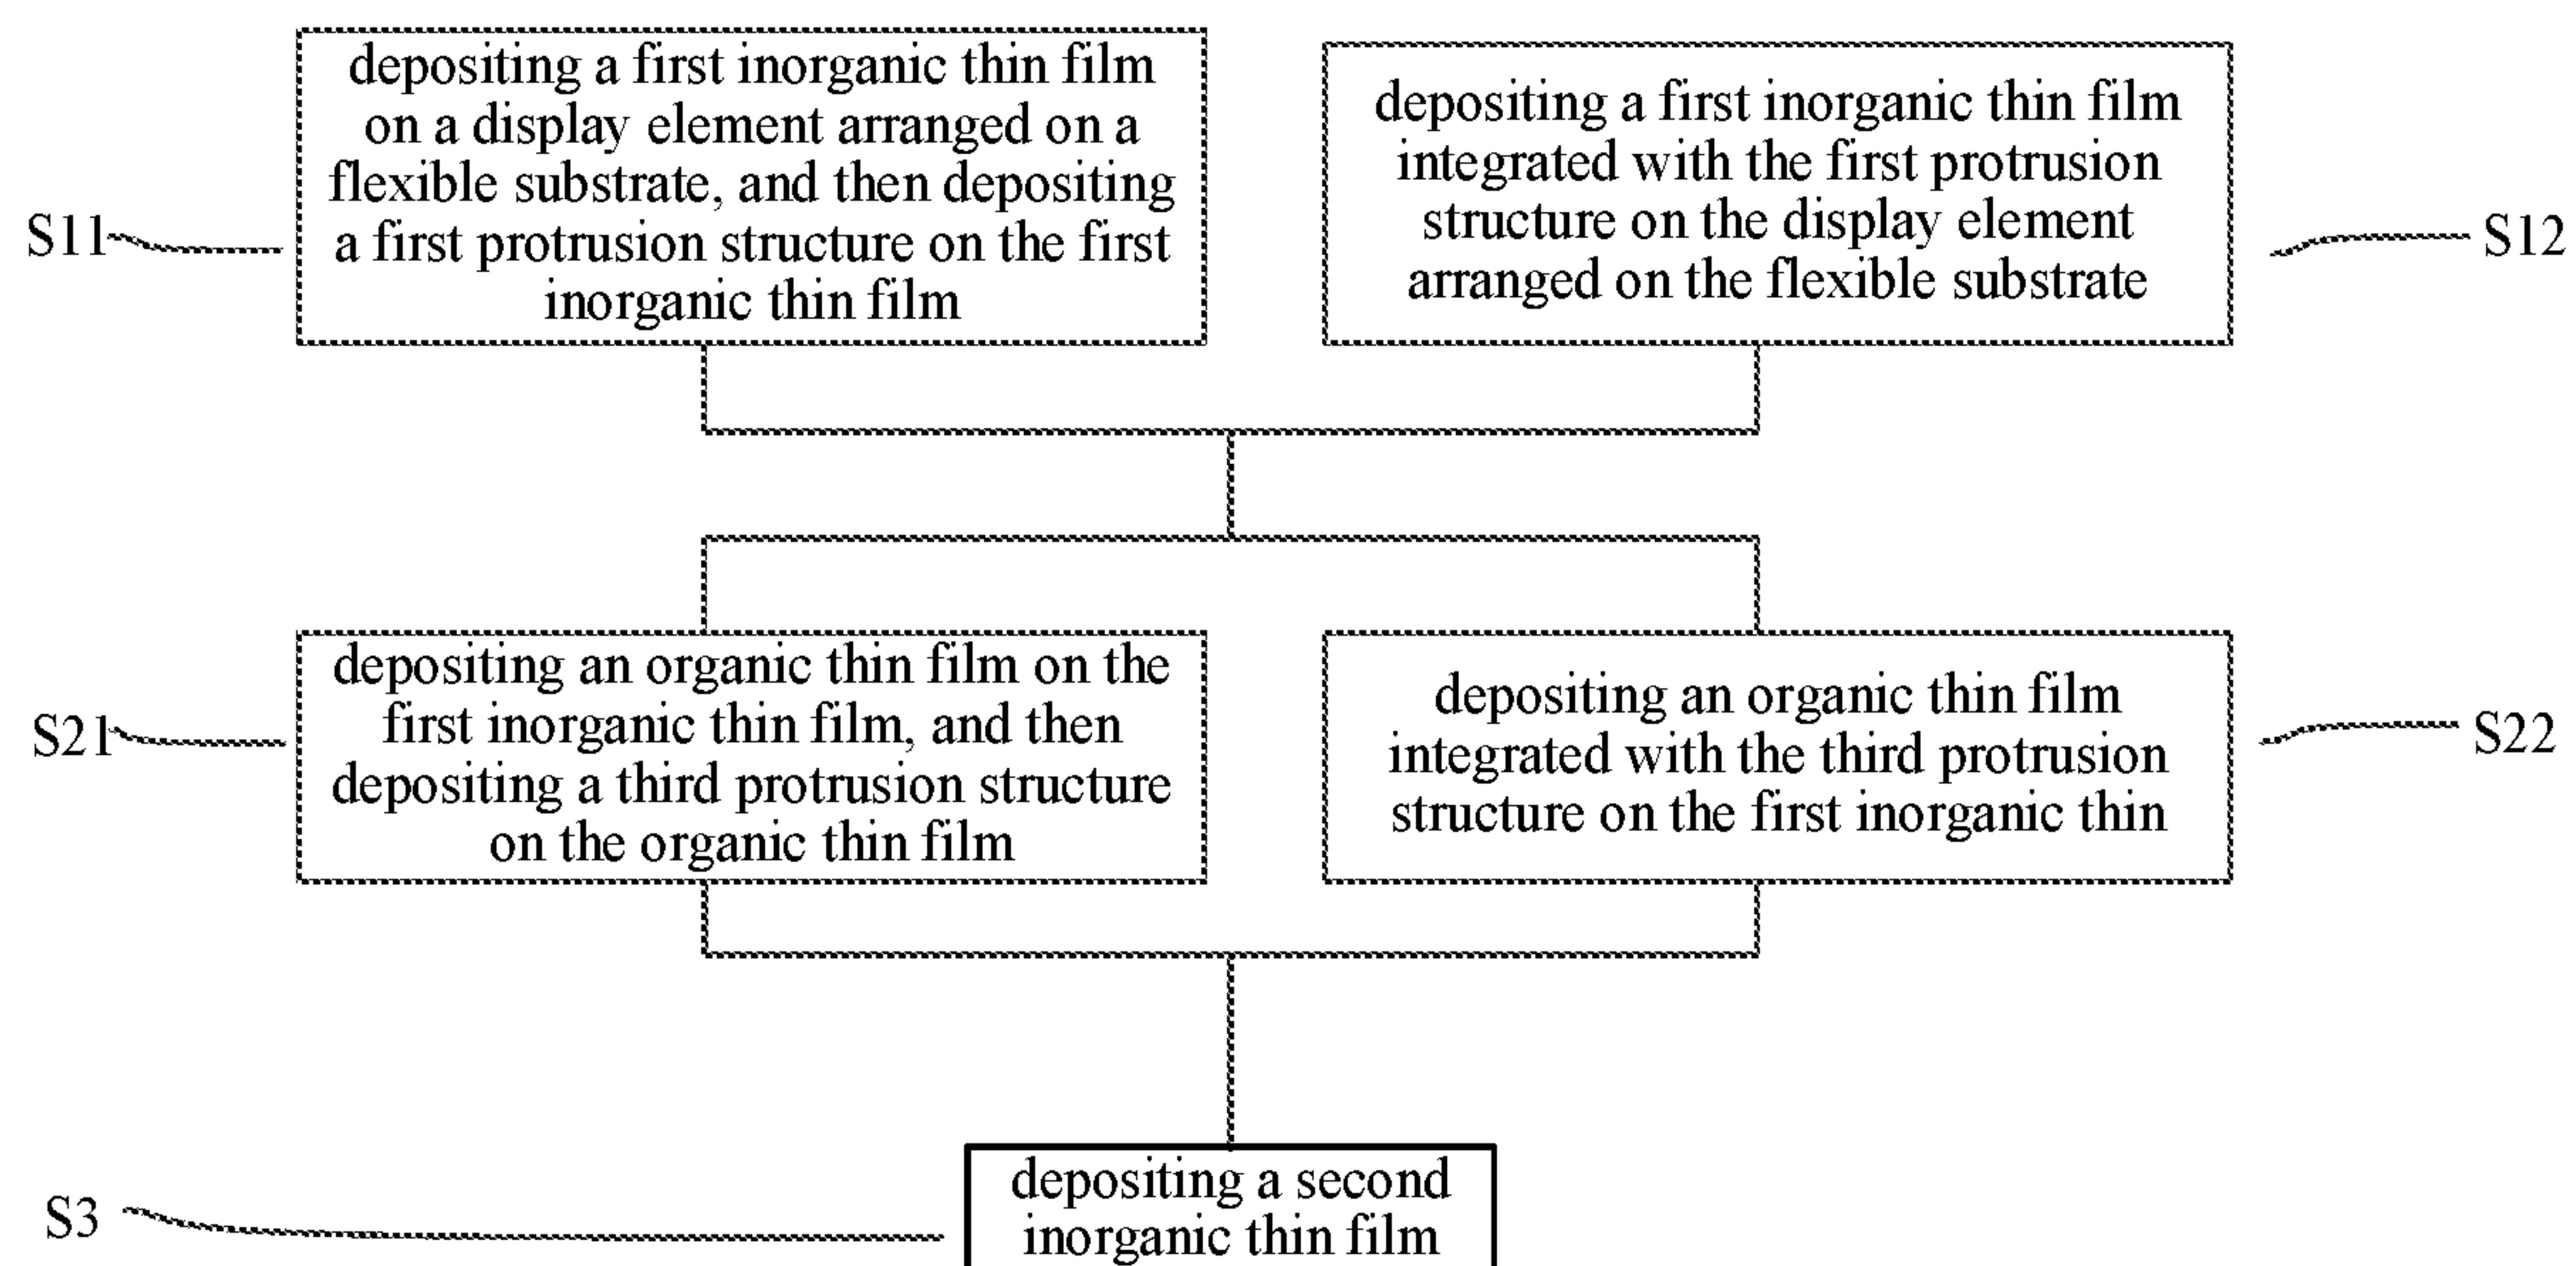 depositing a first inorganic thin film
on a display element arranged on a
flexible substrate, and then depositing
a first protrusion structure on the first
inorganic thin film
S11
depositing a first inorganic thin film
integrated with the first protrusion
structure on the display element
arranged on the flexible substrate
S12
depositing an organic thin film on the
first inorganic thin film, and then
depositing a third protrusion structure
on the organic thin film
S21
depositing an organic thin film
integrated with the third protrusion
structure on the first inorganic thin
S22
depositing a second
inorganic thin film
S3